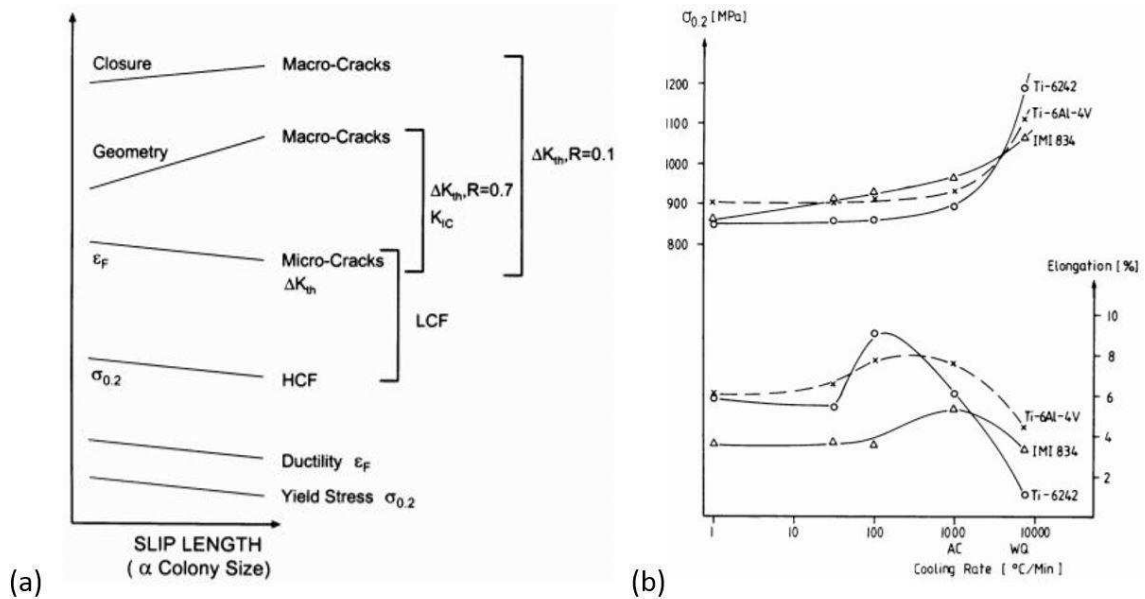 Closure
Macro-Cracks
Geometry
Macro-Cracks
ΔKth,R=0.1
ΔKth,R=0.7
KIC
εF
Micro-Cracks
ΔKth
LCF
σ0.2
HCF
Ductility εF
Yield Stress σ0.2
SLIP LENGTH
( α Colony Size)
(a)
σ0.2 [MPa]
1200
1100
1000
900
800
Ti-6242
Ti-6Al-4V
IMI 834
Elongation [%]
10
8
6
4
2
Ti-6Al-4V
IMI 834
Ti-6242
1 10 100 1000 10000
AC WQ
Cooling Rate [°C/Min]
(b)